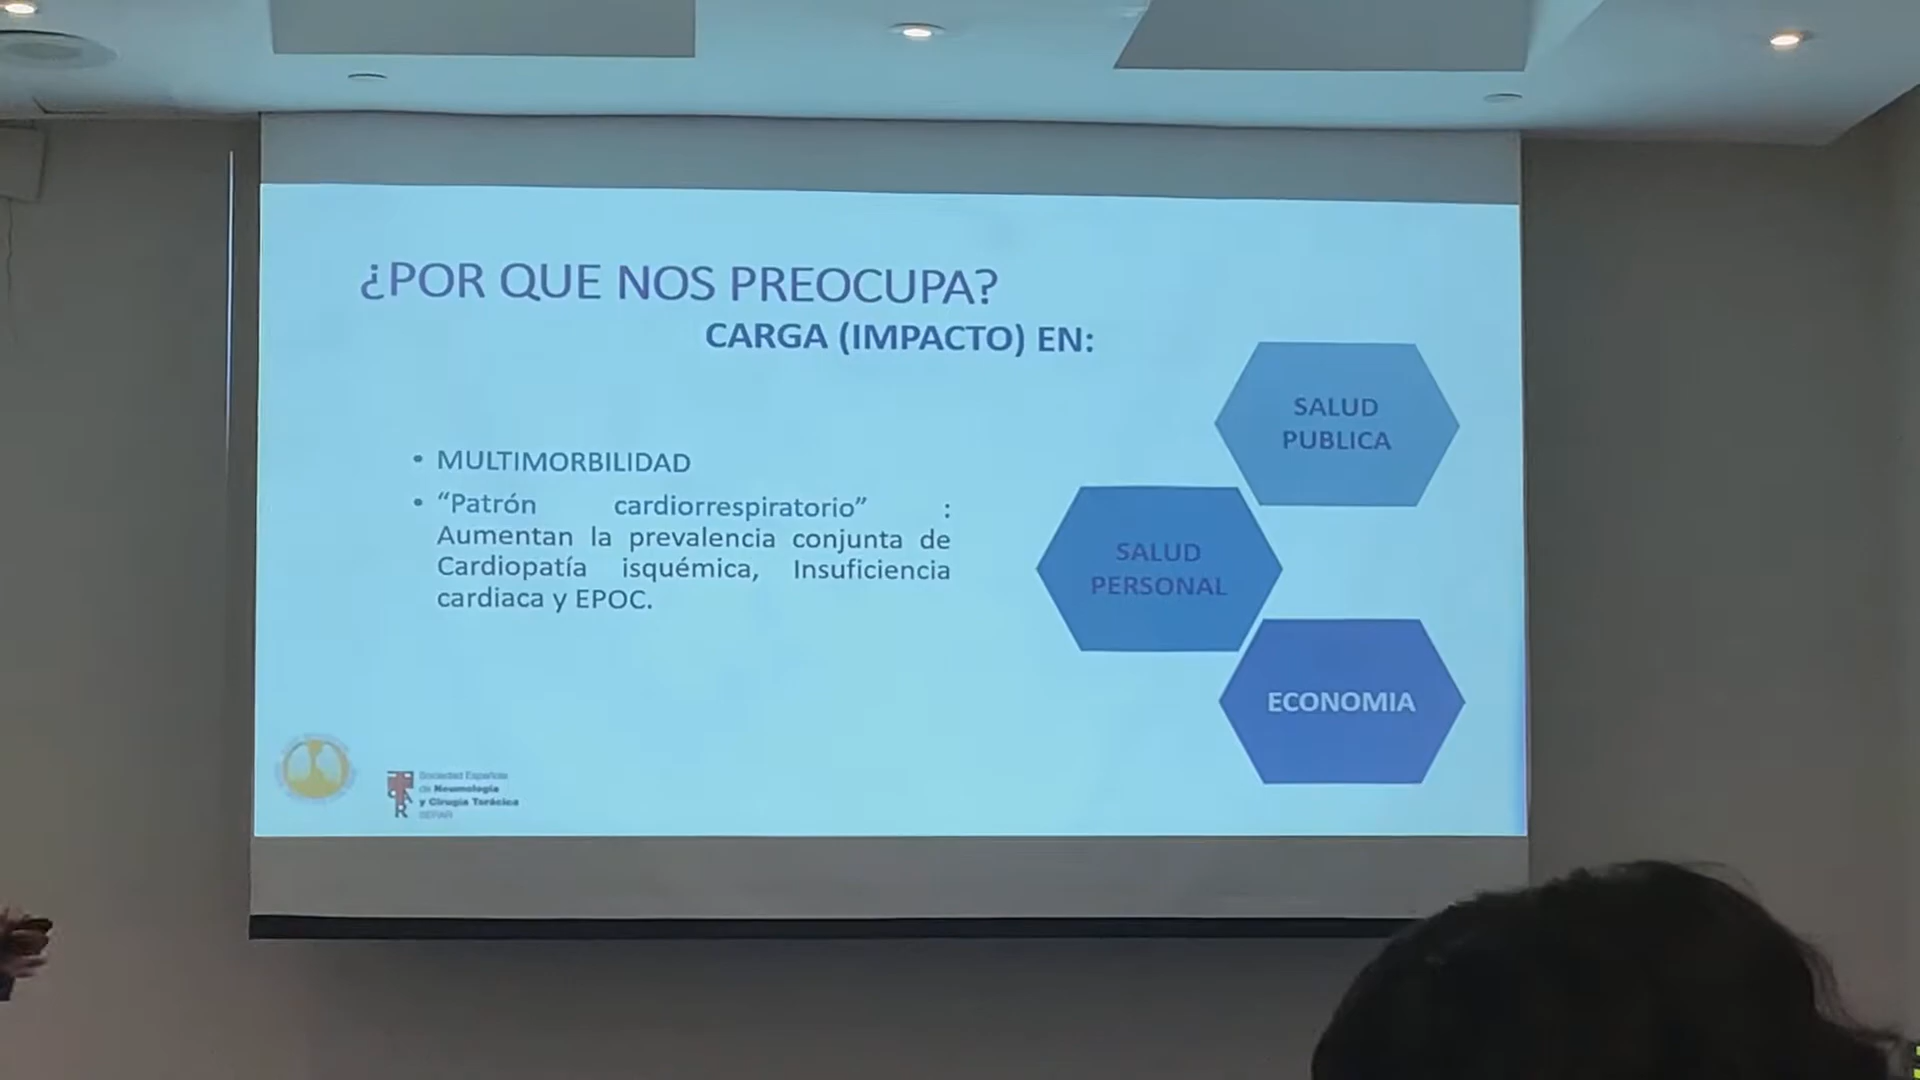 ¿POR QUE NOS PREOCUPA?
CARGA (IMPACTO) EN:
• MULTIMORBILIDAD
• “Patrón cardiorrespiratorio” :
Aumentan la prevalencia conjunta de
Cardiopatía isquémica, Insuficiencia
cardiaca y EPOC.
SALUD
PUBLICA
SALUD
PERSONAL
ECONOMIA
Sociedad Española
de Neumología
y Cirugía Torácica
SEPAR